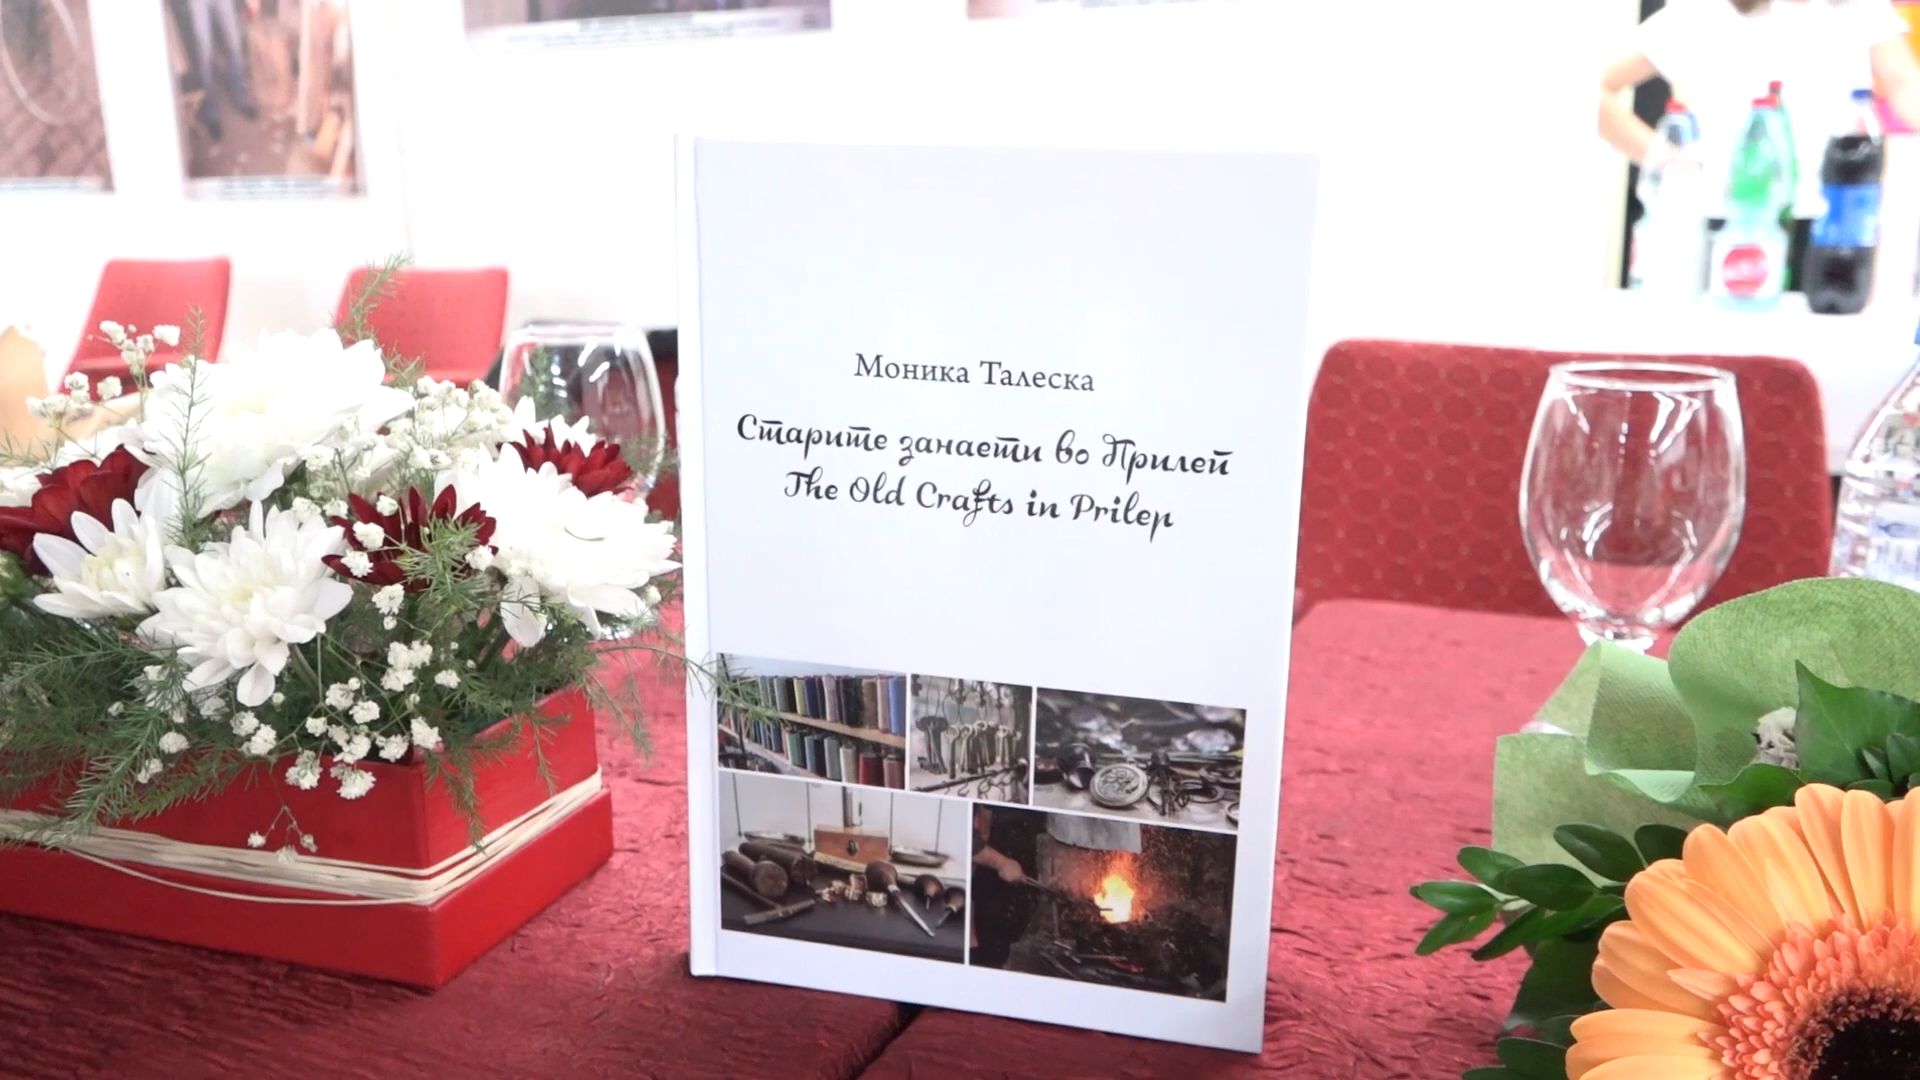 Моника Талеска
Старите занаети во Прилеп
The Old Crafts in Prilep